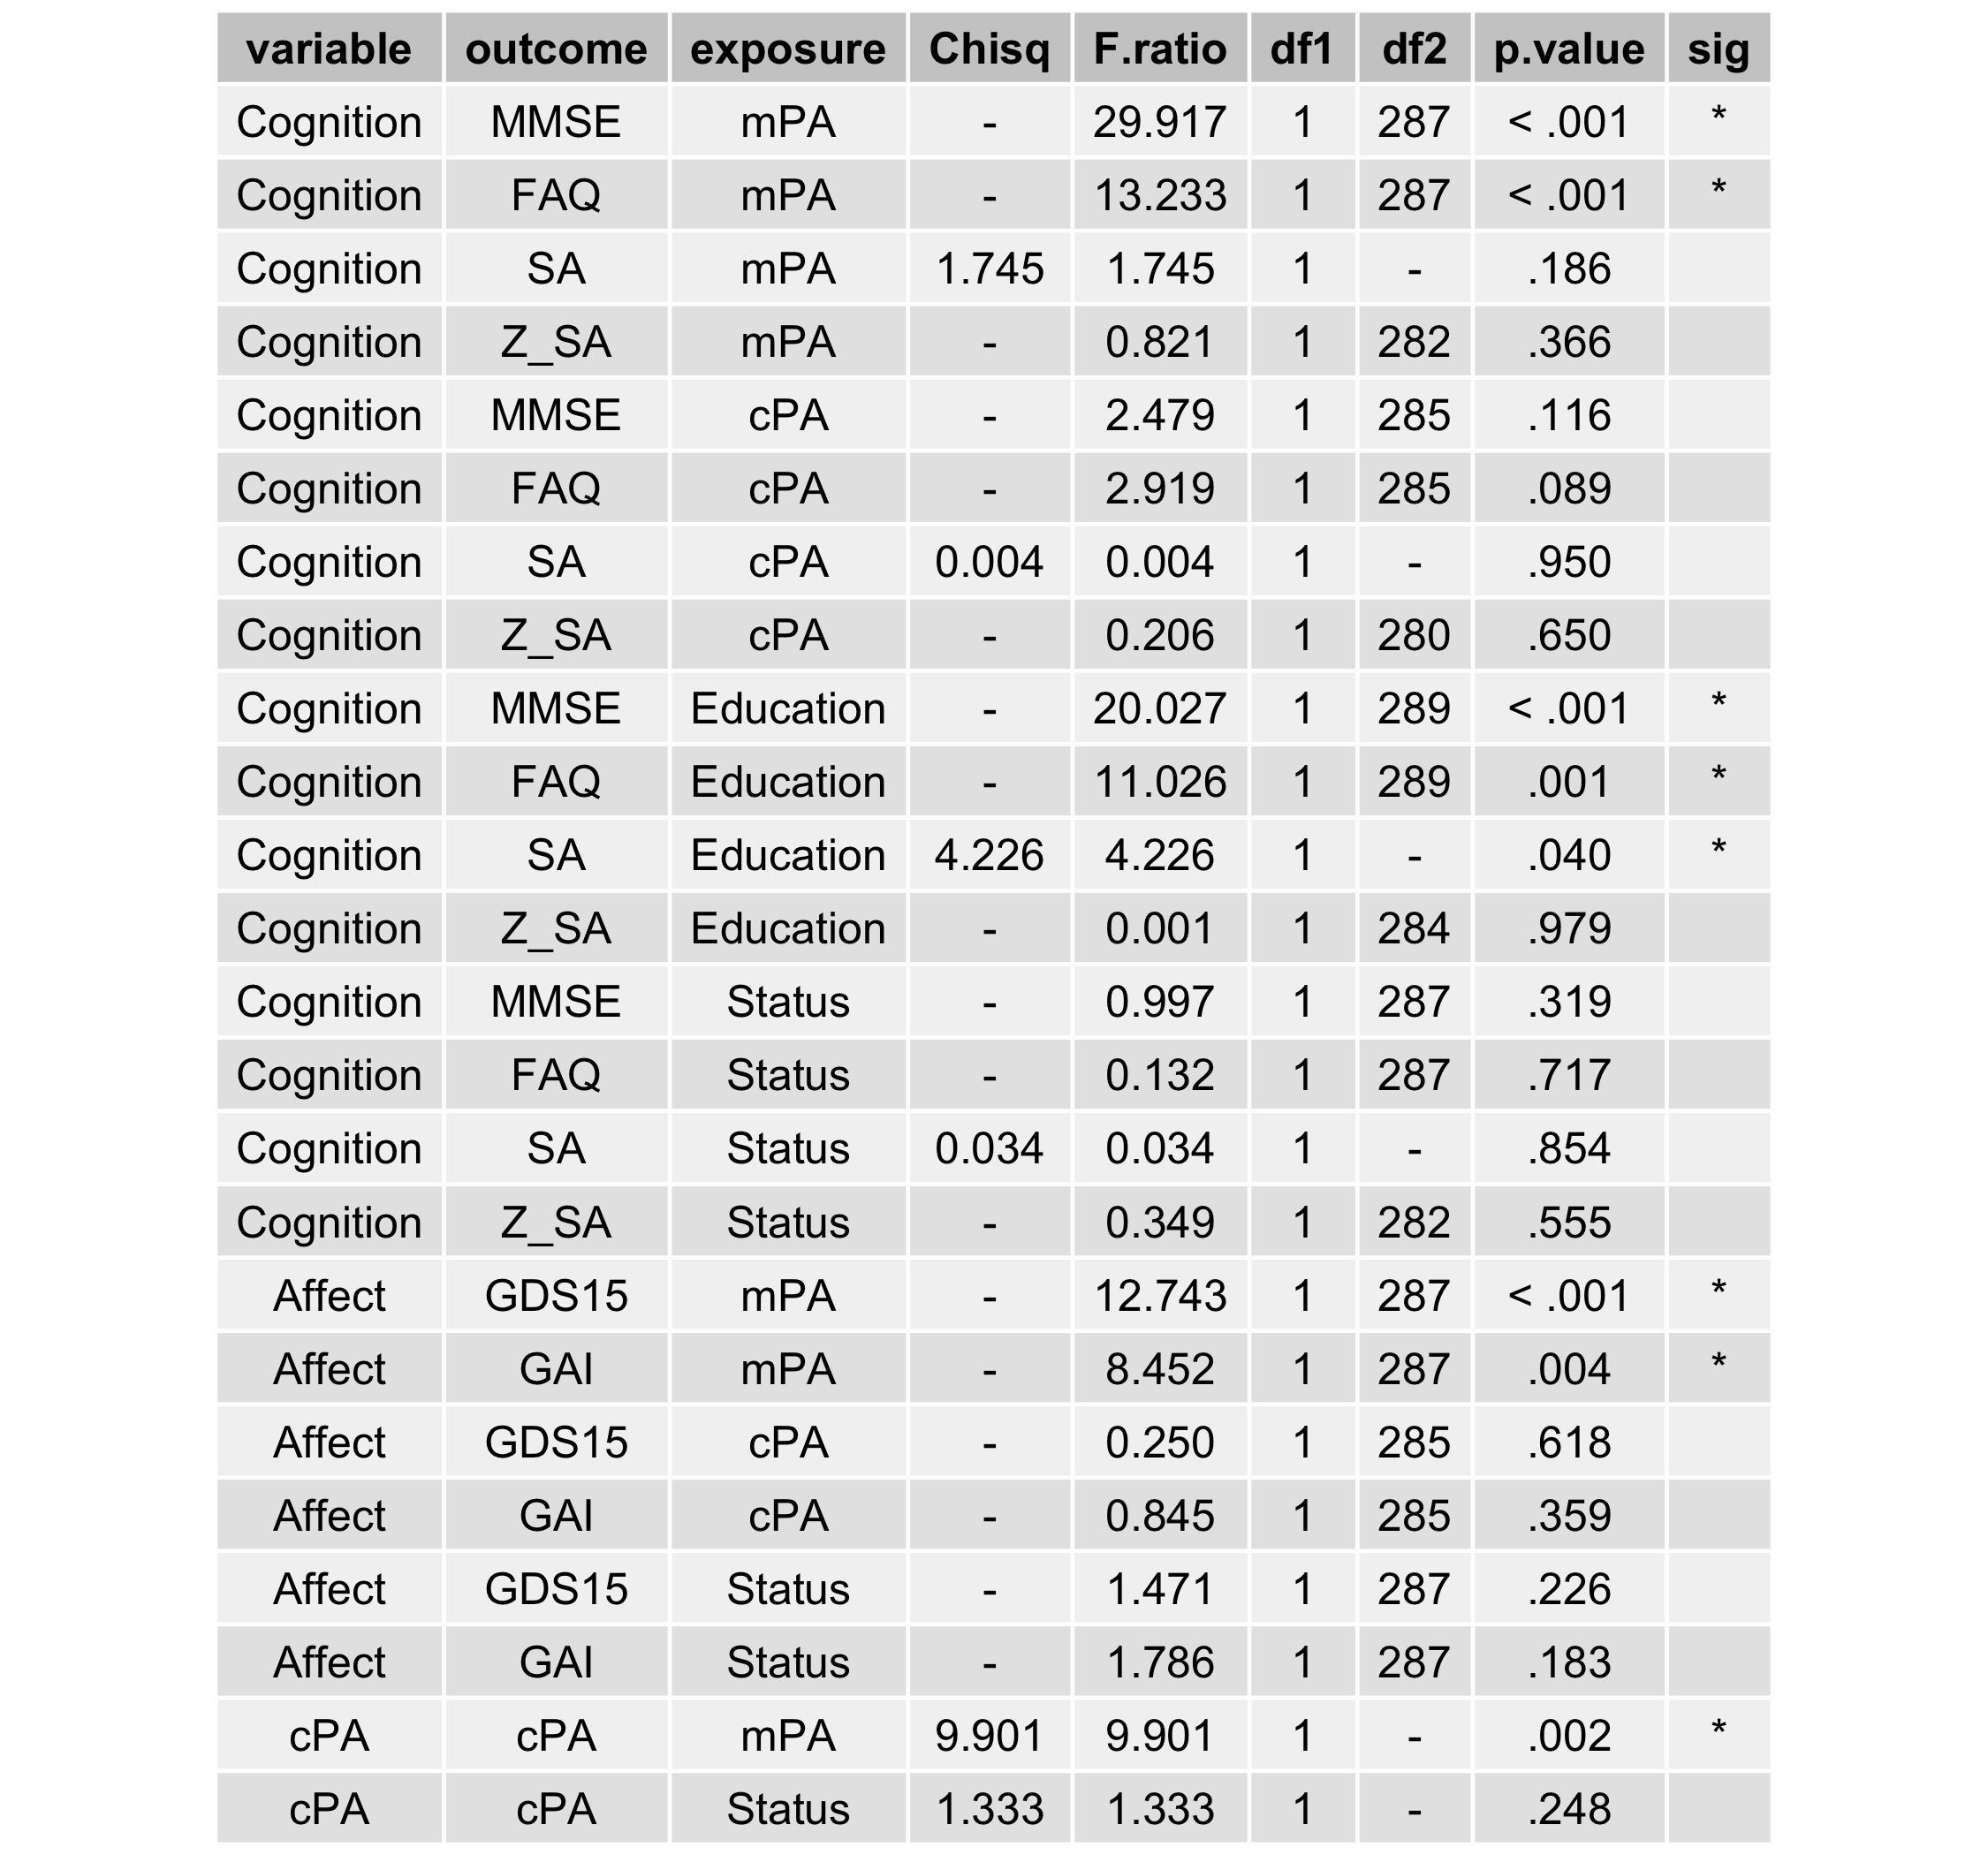 variable outcome exposure Chisq F.ratio df1 df2 p.value sig
Cognition MMSE mPA - 29.917 1 287 < .001 *
Cognition FAQ mPA - 13.233 1 287 < .001 *
Cognition SA mPA 1.745 1.745 1 - .186
Cognition Z_SA mPA - 0.821 1 282 .366
Cognition MMSE cPA - 2.479 1 285 .116
Cognition FAQ cPA - 2.919 1 285 .089
Cognition SA cPA 0.004 0.004 1 - .950
Cognition Z_SA cPA - 0.206 1 280 .650
Cognition MMSE Education - 20.027 1 289 < .001 *
Cognition FAQ Education - 11.026 1 289 .001 *
Cognition SA Education 4.226 4.226 1 - .040 *
Cognition Z_SA Education - 0.001 1 284 .979
Cognition MMSE Status - 0.997 1 287 .319
Cognition FAQ Status - 0.132 1 287 .717
Cognition SA Status 0.034 0.034 1 - .854
Cognition Z_SA Status - 0.349 1 282 .555
Affect GDS15 mPA - 12.743 1 287 < .001 *
Affect GAI mPA - 8.452 1 287 .004 *
Affect GDS15 cPA - 0.250 1 285 .618
Affect GAI cPA - 0.845 1 285 .359
Affect GDS15 Status - 1.471 1 287 .226
Affect GAI Status - 1.786 1 287 .183
cPA cPA mPA 9.901 9.901 1 - .002 *
cPA cPA Status 1.333 1.333 1 - .248